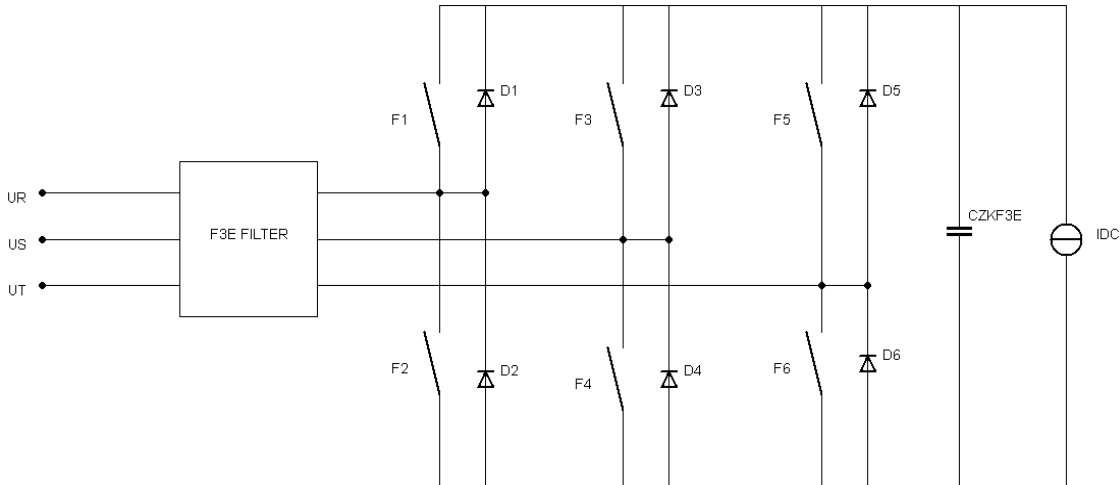 D1
D3
D5
F1
F3
F5
UR
US
UT
F3E FILTER
CZKF3E
IDC
F2
D2
F4
D4
F6
D6